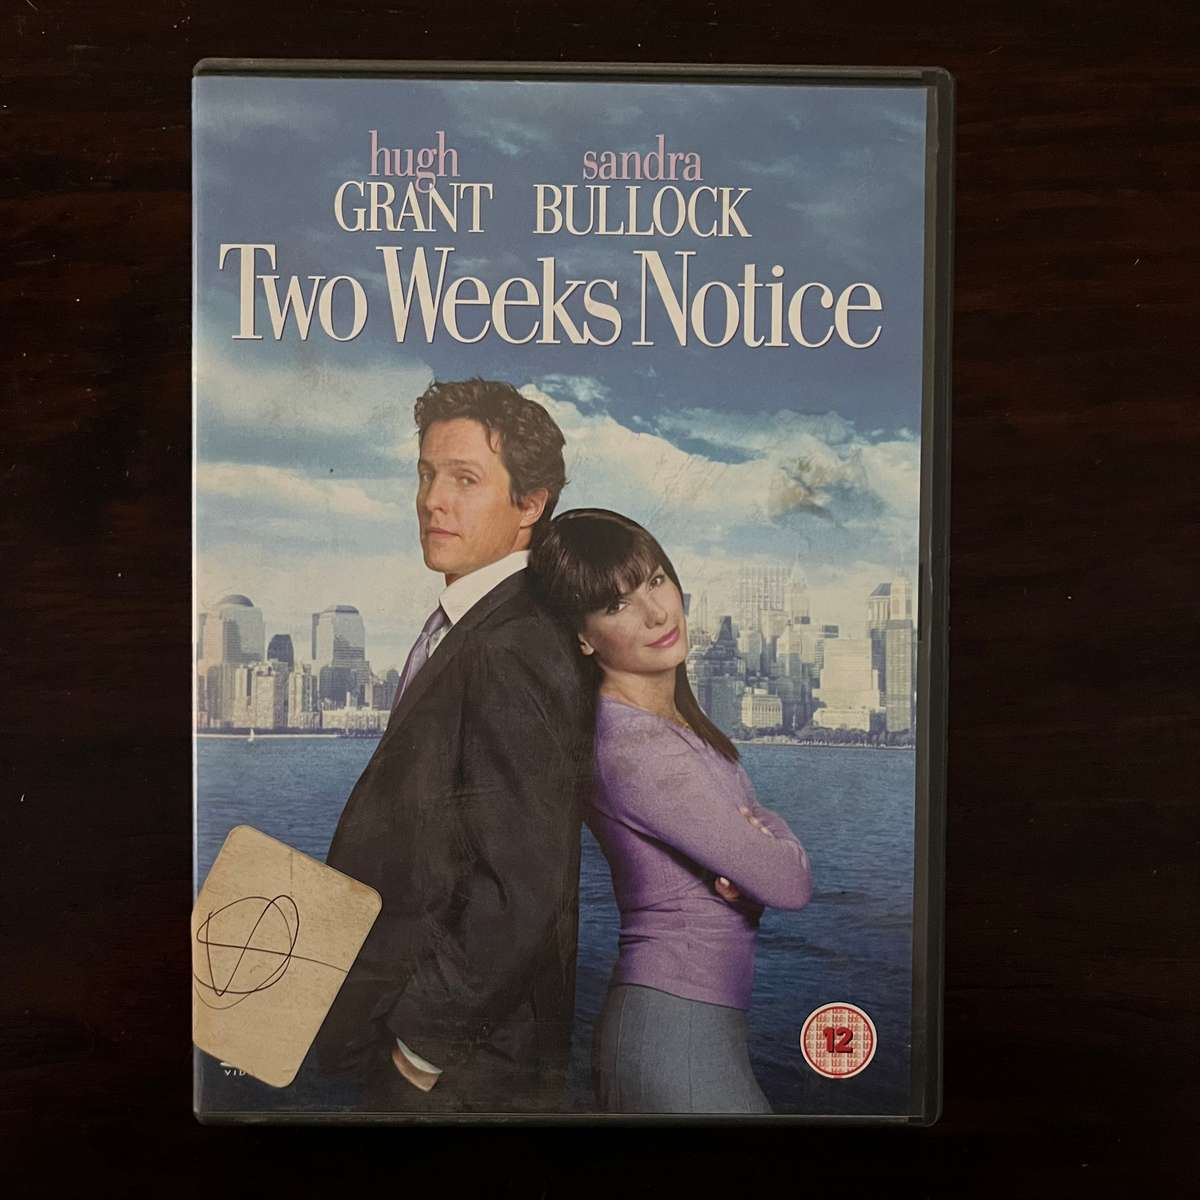 hugh sandra
GRANT BULLOCK
Two Weeks Notice
12